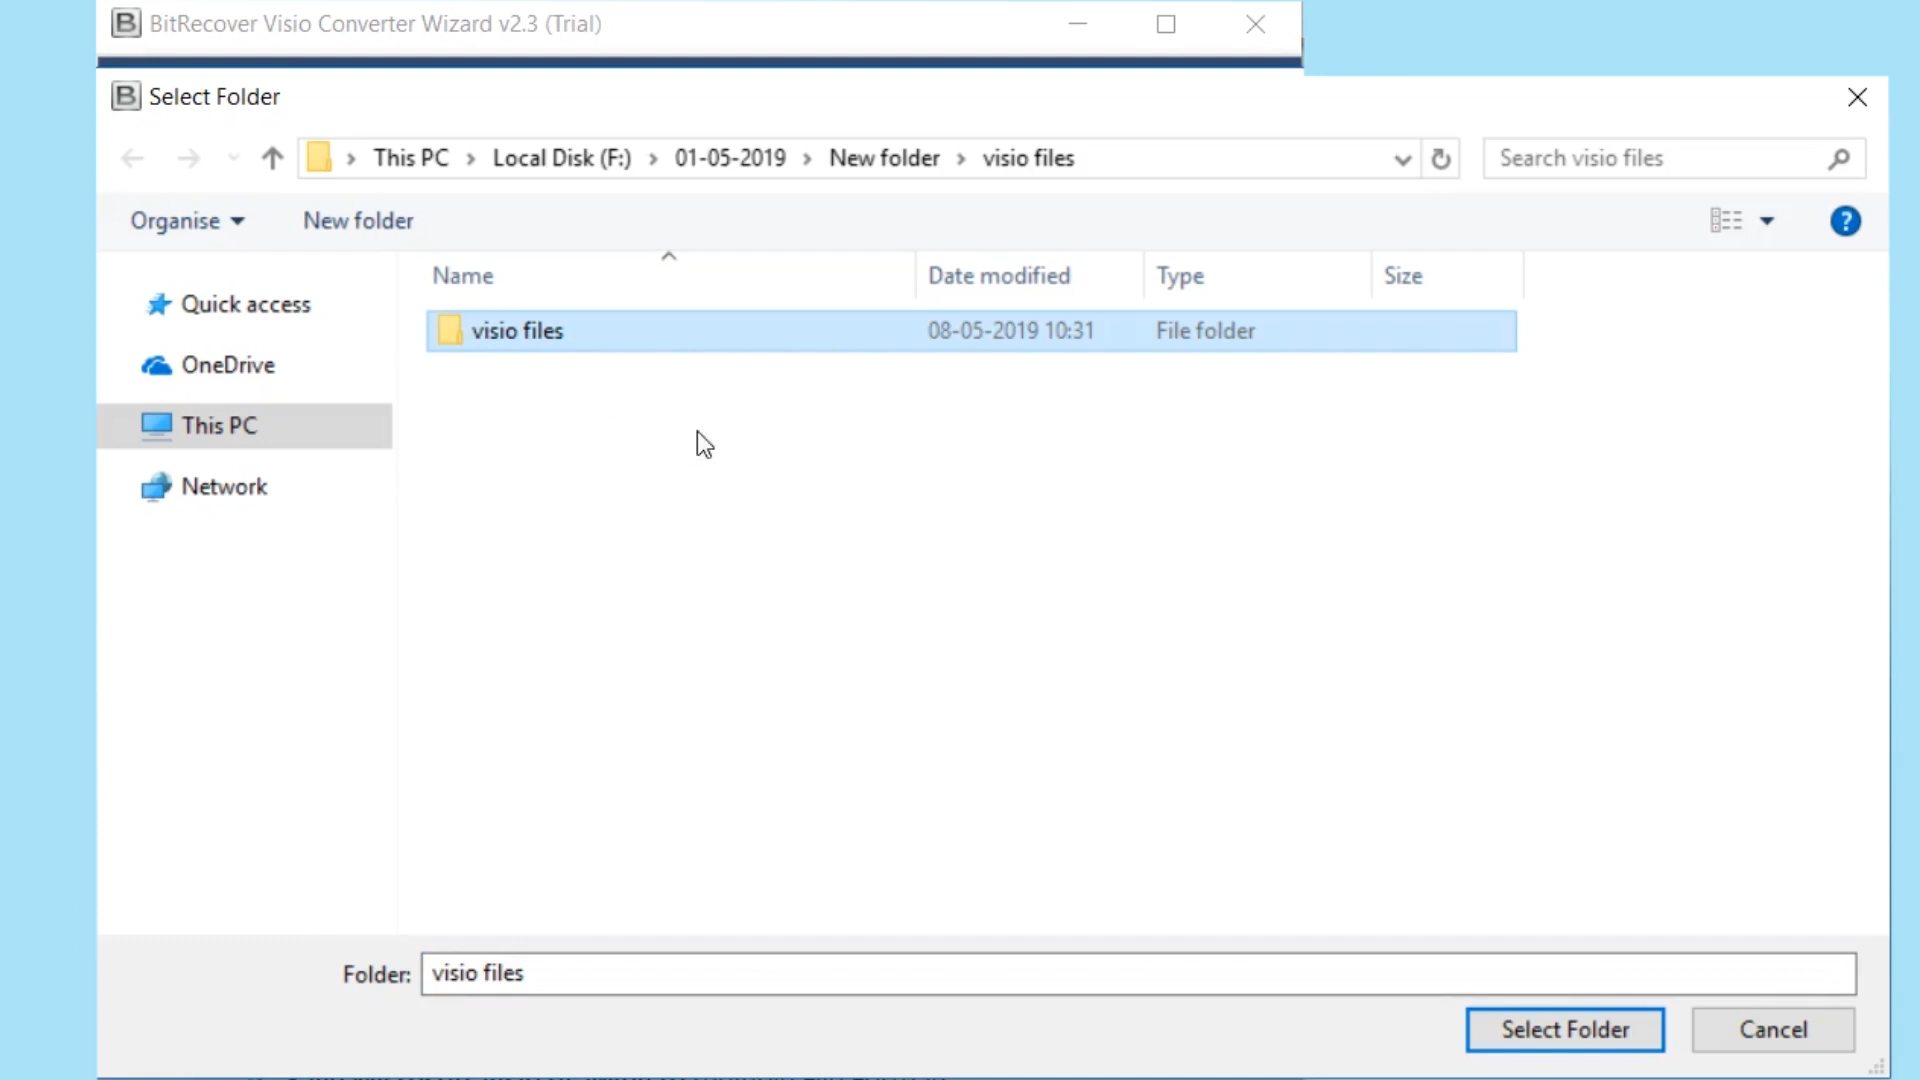 B BitRecover Visio Converter Wizard v2.3 (Trial)
B Select Folder
This PC > Local Disk (F:) > 01-05-2019 > New folder > visio files
Search visio files
Organise New folder
?
Name Date modified Type Size
visio files 08-05-2019 10:31 File folder
Quick access
OneDrive
This PC
Network
Folder: visio files
Select Folder Cancel